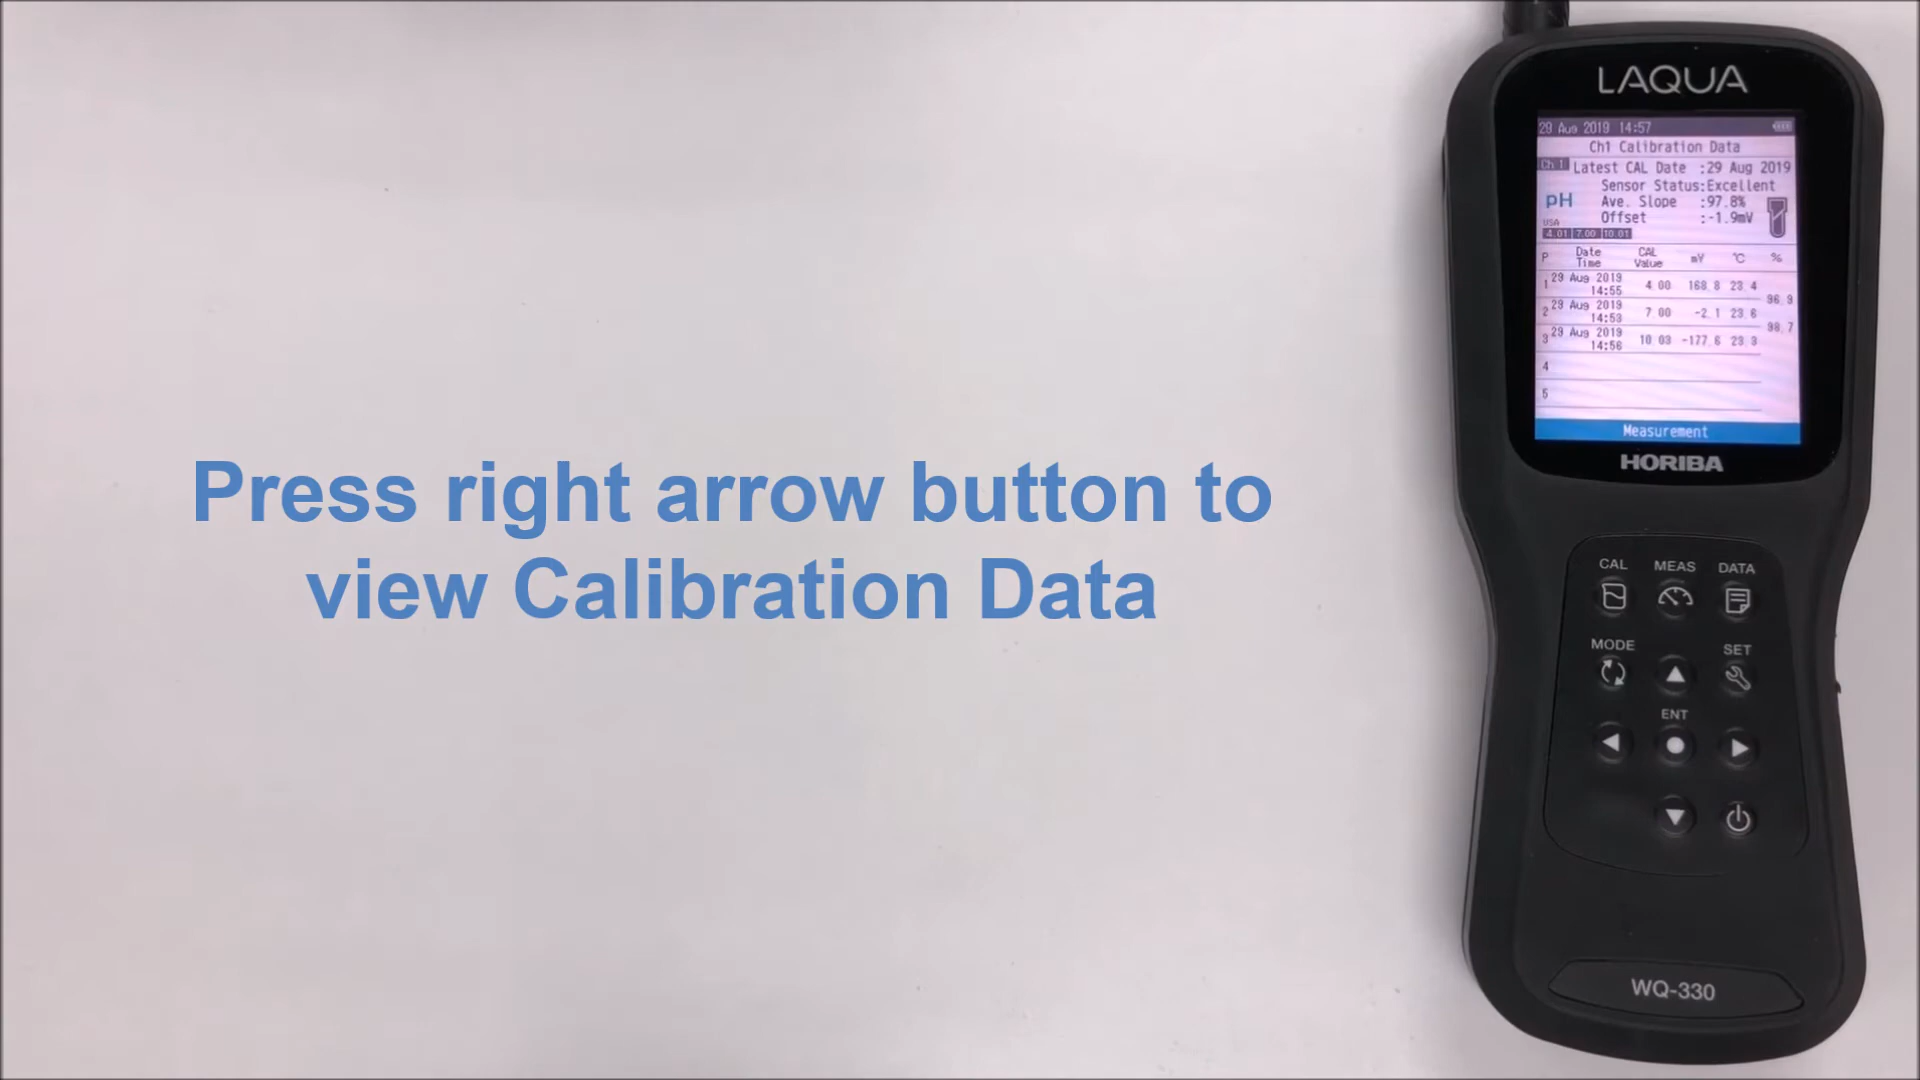 Press right arrow button to
view Calibration Data
LAQUA
29 Aug 2019 14:57
Ch1 Calibration Data
Ch 1 Latest CAL Date :29 Aug 2019
Sensor Status:Excellent
pH Ave. Slope :97.8%
Offset :-1.9mV
USA
4.01 7.00 10.01
P Date Time CAL Value mV °C %
1 29 Aug 2019 14:55 4.00 168.8 23.4
96.9
2 29 Aug 2019 14:53 7.00 -2.1 23.6
98.7
3 29 Aug 2019 14:56 10.03 -177.6 23.3
4
5
Measurement
HORIBA
CAL MEAS DATA
MODE SET
ENT
WQ-330